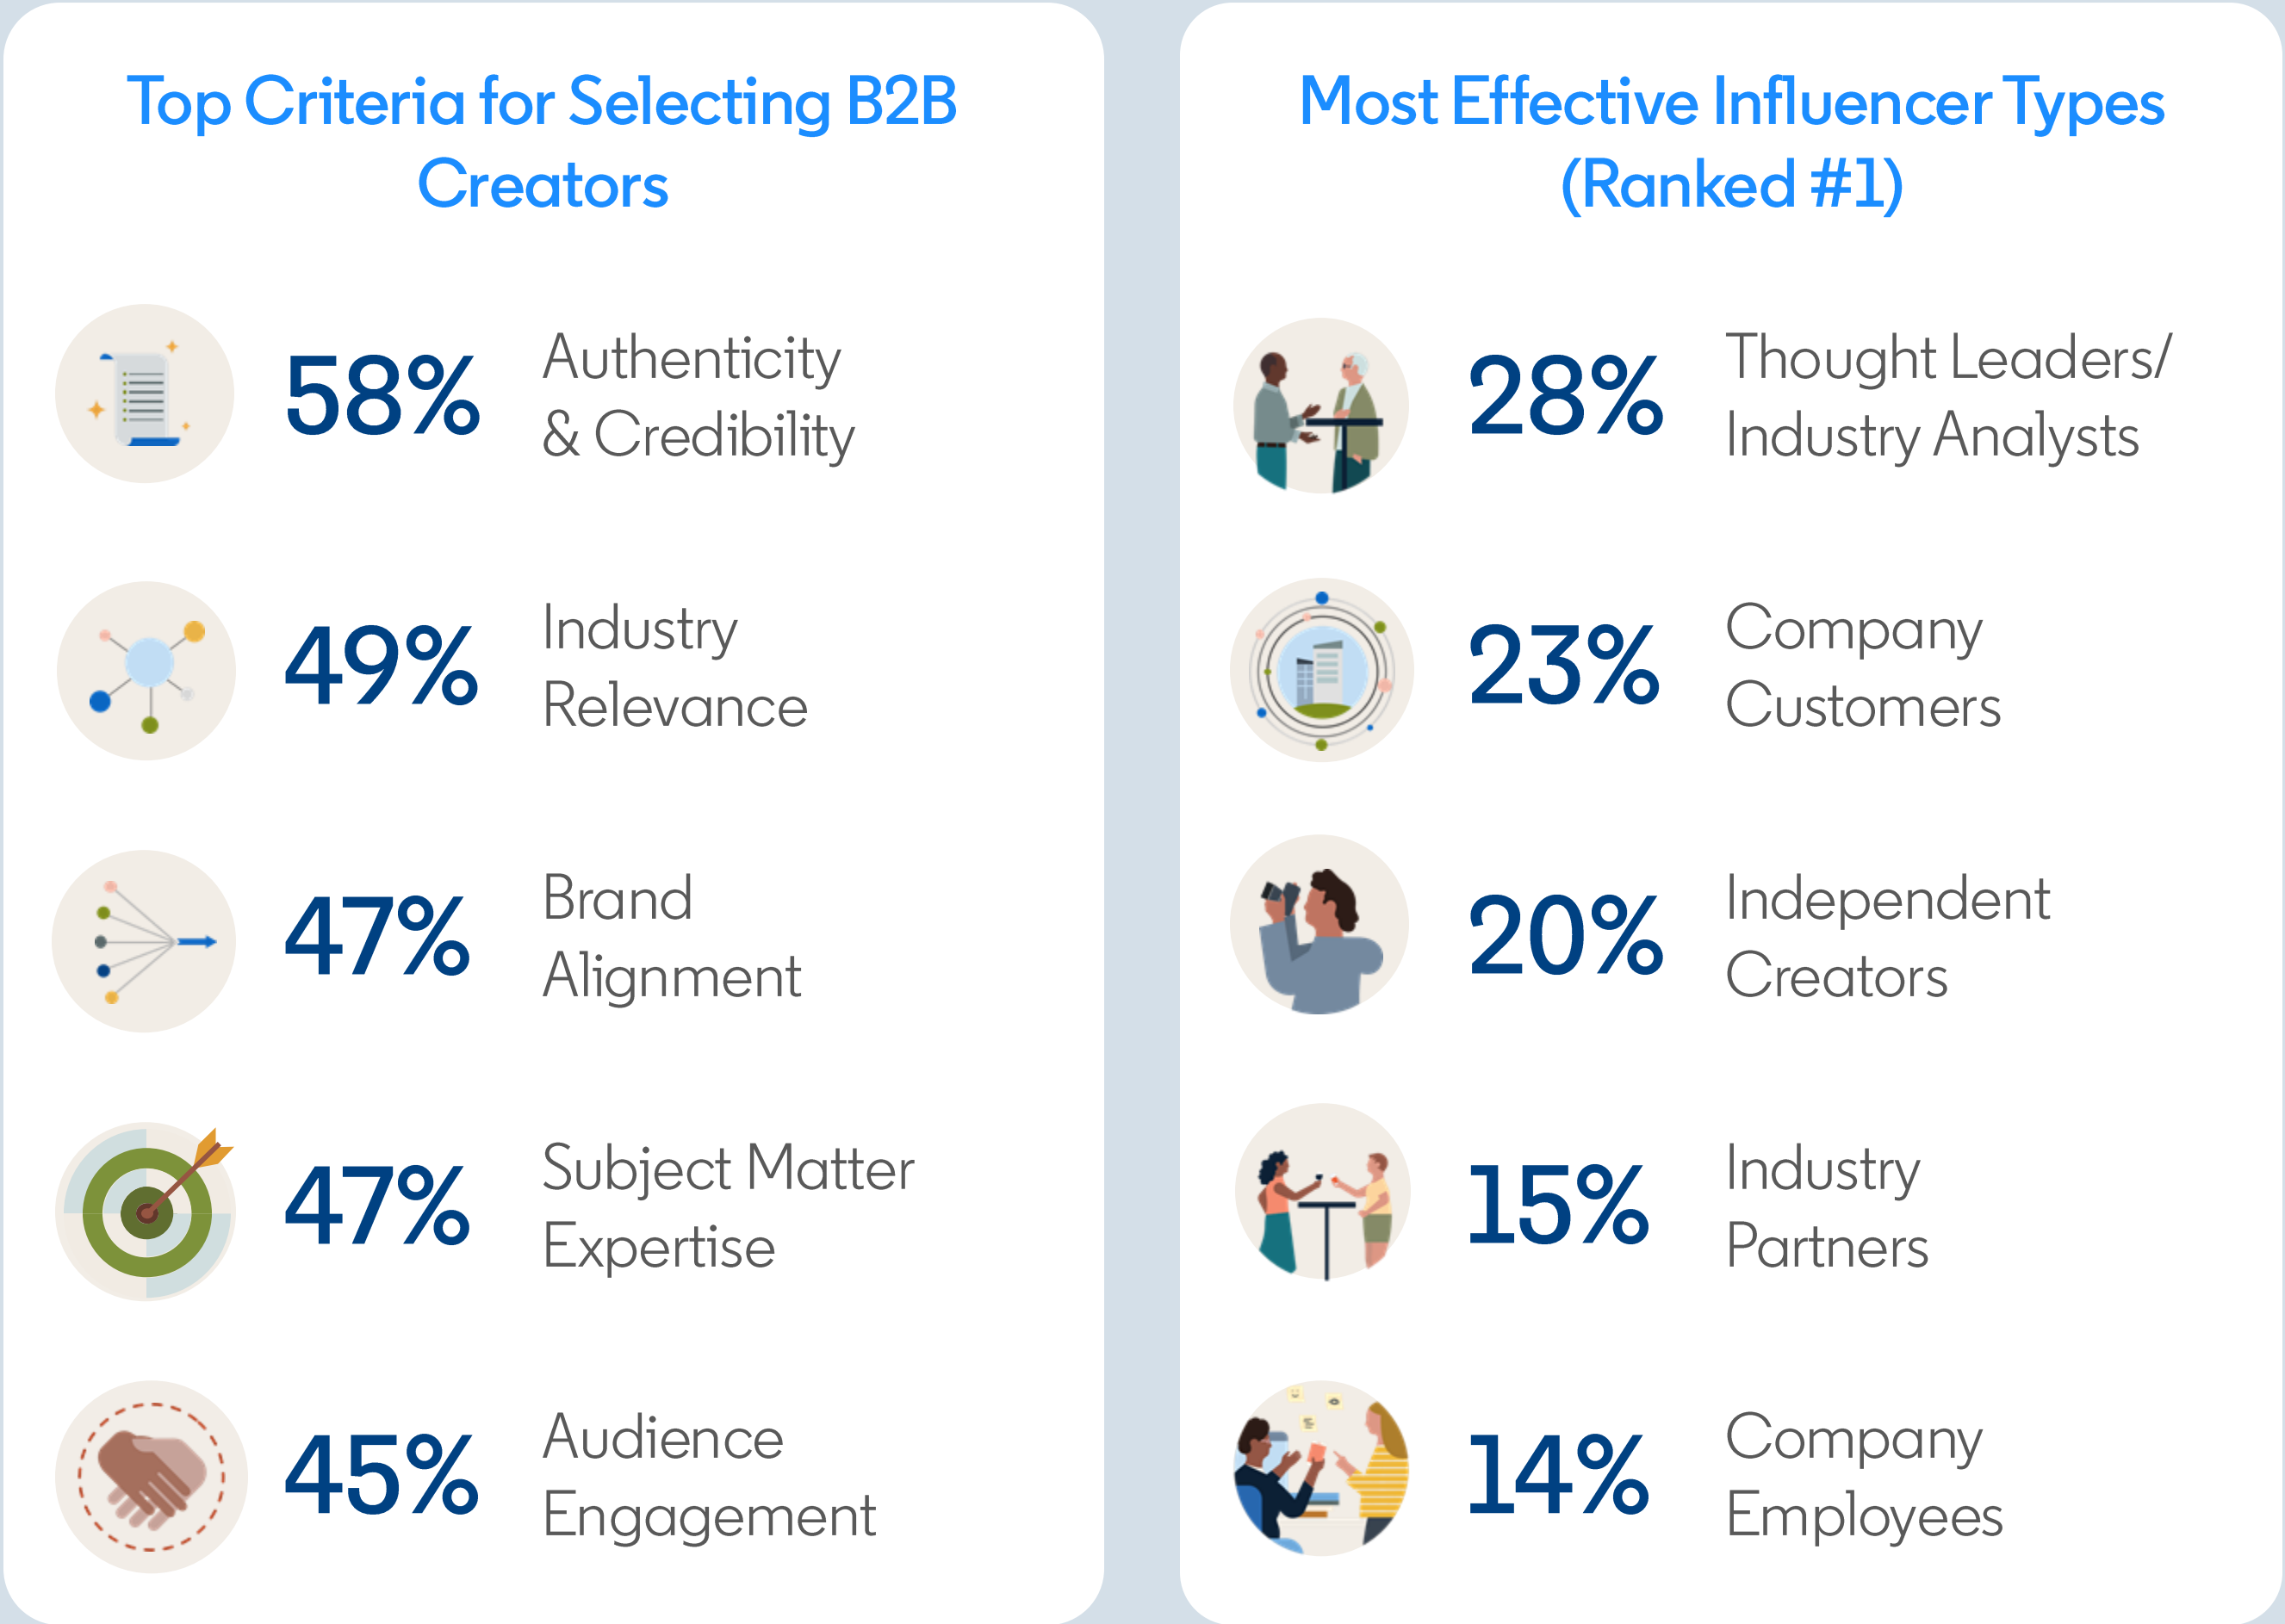 Top Criteria for Selecting B2B
Creators
58%
Authenticity
& Credibility
49%
Industry
Relevance
47%
Brand
Alignment
47%
Subject Matter
Expertise
45%
Audience
Engagement
Most Effective Influencer Types
(Ranked #1)
28%
Thought Leaders/
Industry Analysts
23%
Company
Customers
20%
Independent
Creators
15%
Industry
Partners
14%
Company
Employees